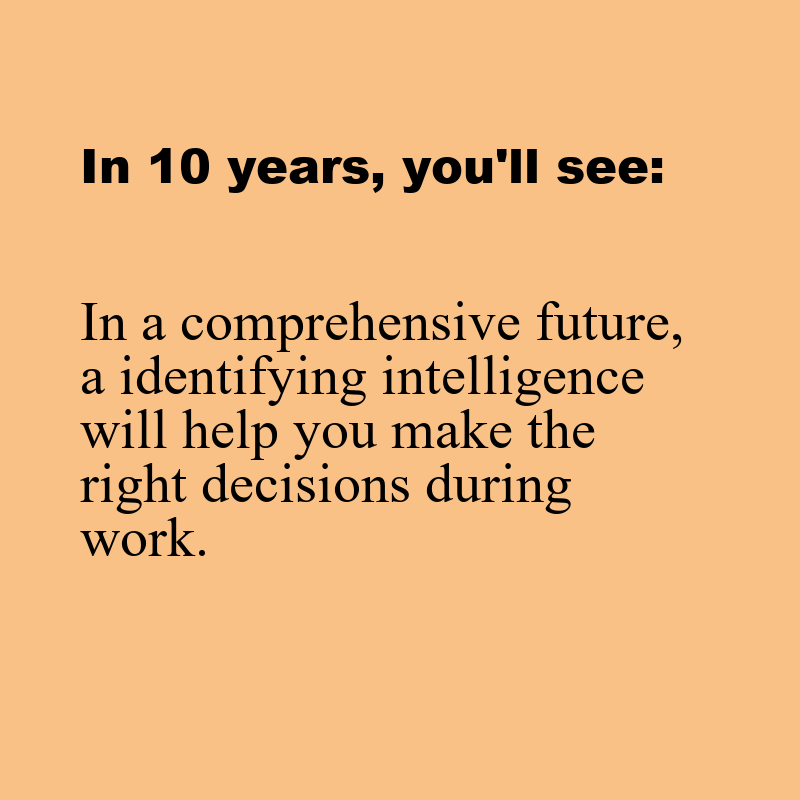 In 10 years, you'll see:
In a comprehensive future,
a identifying intelligence
will help you make the
right decisions during
work.